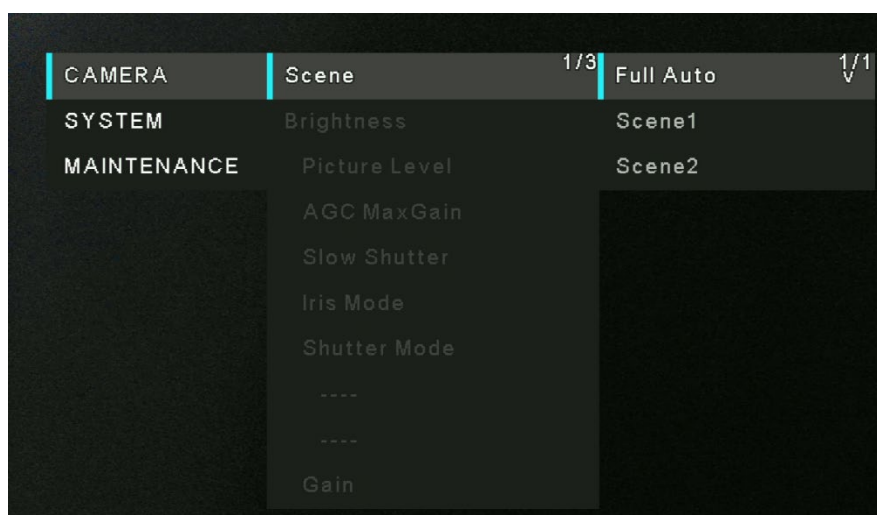 CAMERA
SYSTEM
MAINTENANCE
Scene 1/3
Brightness
Picture Level
AGC MaxGain
Slow Shutter
Iris Mode
Shutter Mode
----
----
Gain
Full Auto 1/1
Scene1
Scene2